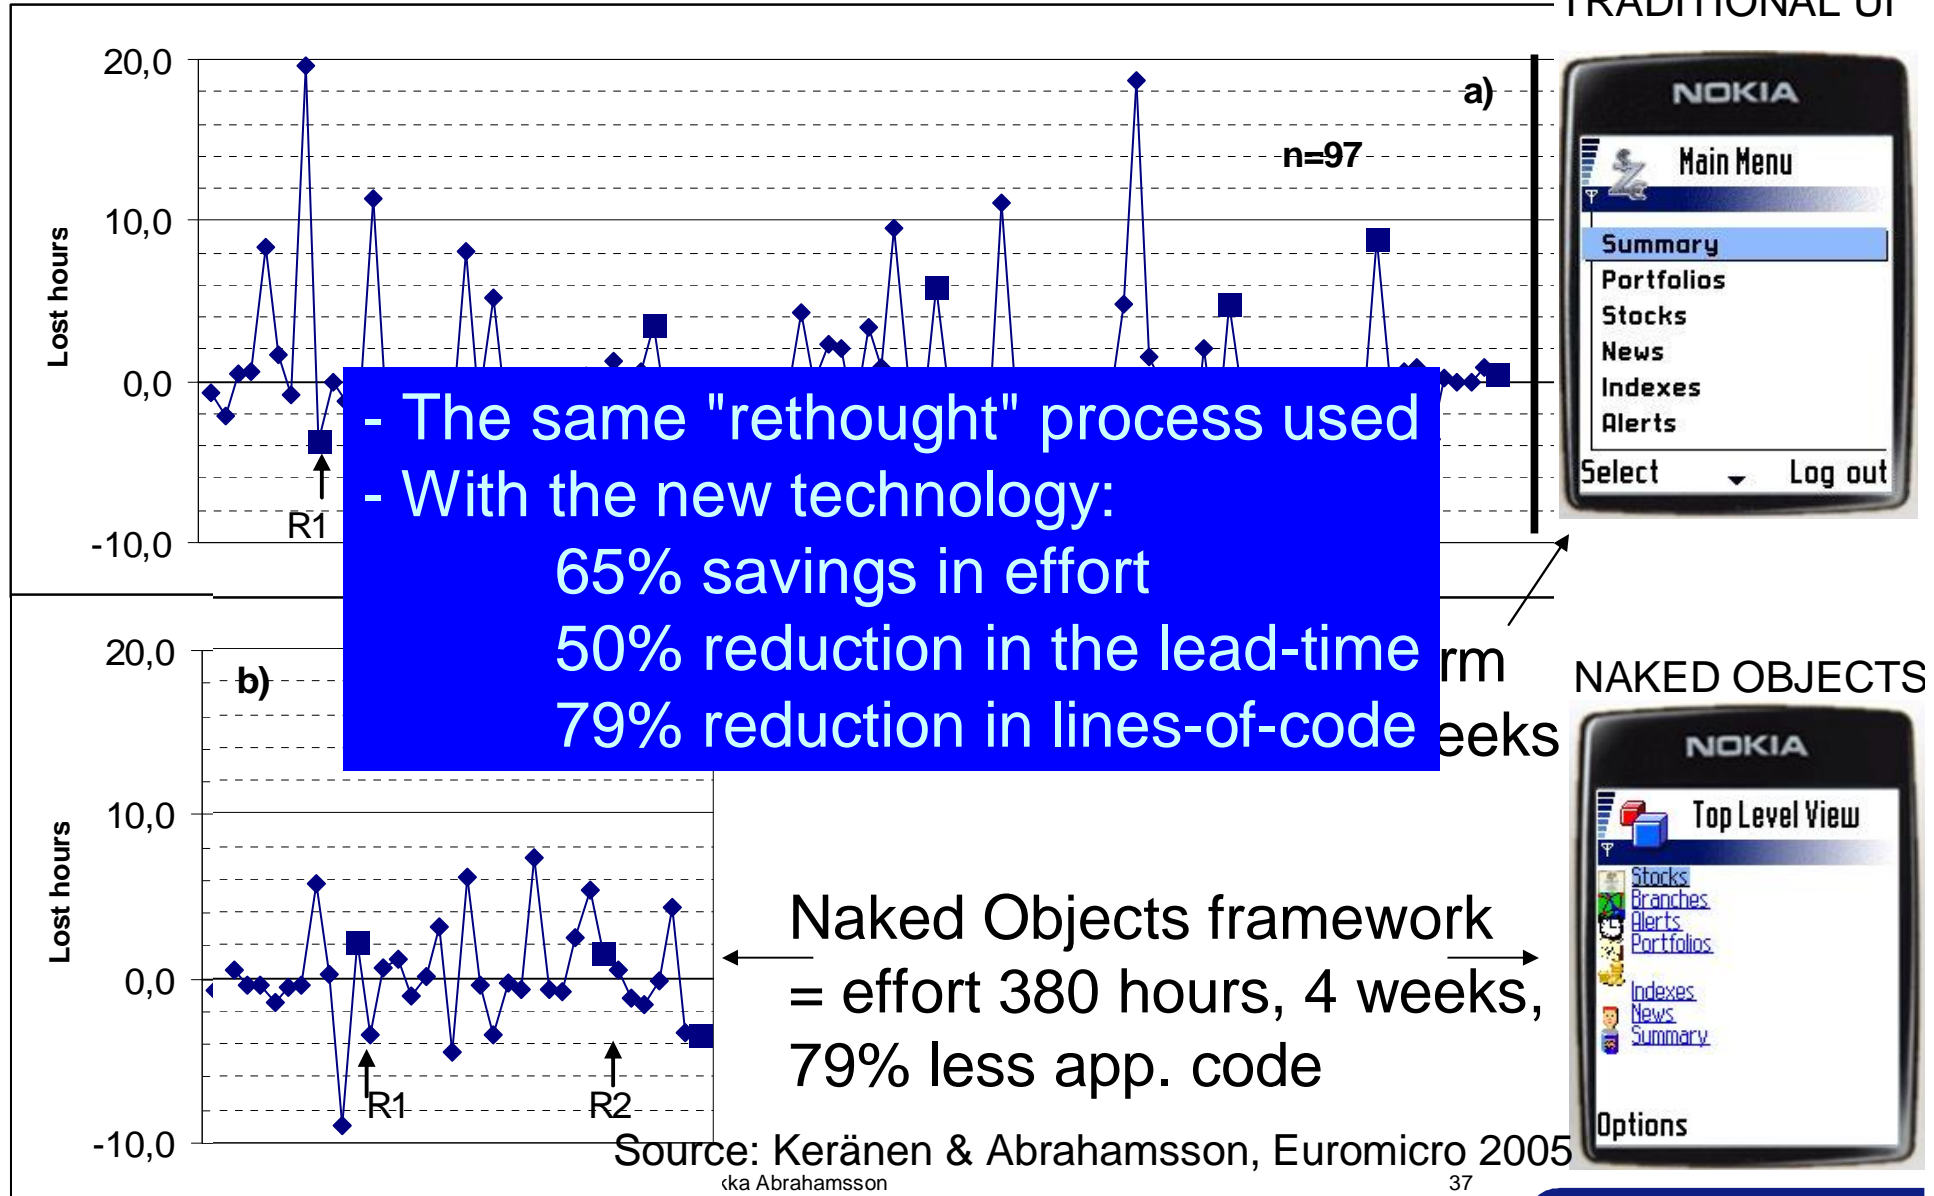 TRADITIONAL UI
20,0
10,0
0,0
-10,0
Lost hours
a)
n=97
R1
NOKIA
Main Menu
Summary
Portfolios
Stocks
News
Indexes
Alerts
Select
Log out
- The same "rethought" process used
- With the new technology:
65% savings in effort
50% reduction in the lead-time
79% reduction in lines-of-code
rm
eeks
20,0
10,0
0,0
-10,0
Lost hours
b)
R1
R2
NAKED OBJECTS
NOKIA
Top Level View
Stocks
Branches
Alerts
Portfolios
Indexes
News
Summary
Options
Naked Objects framework
= effort 380 hours, 4 weeks,
79% less app. code
Source: Keränen & Abrahamsson, Euromicro 2005
kka Abrahamsson
37